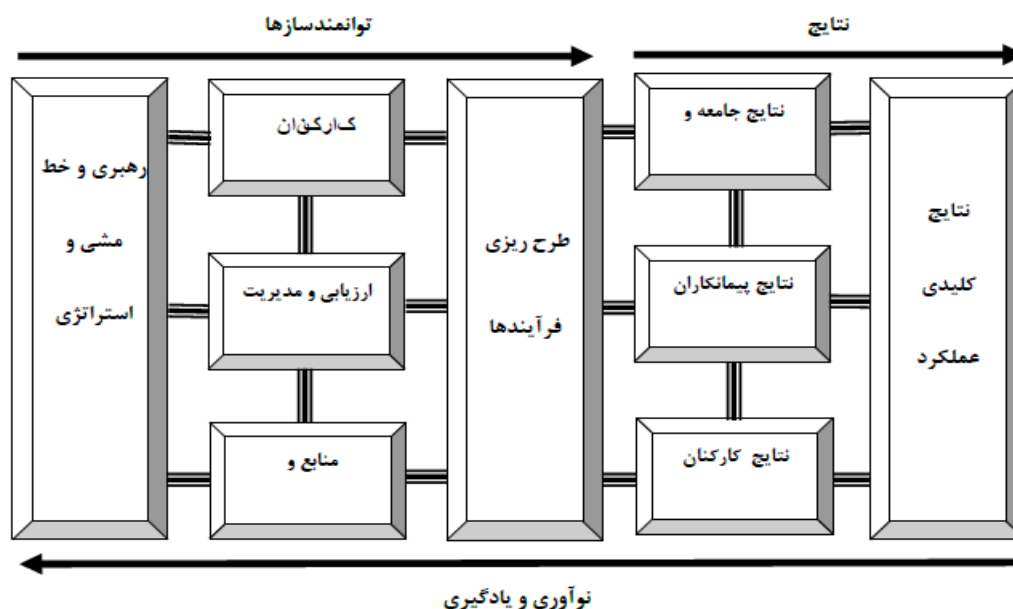 توانمندسازها
نتایج
رهبری و خط
مشی و
استراتژی
کارکنان
ارزیابی و مدیریت
منابع و
طرح ریزی
فرآیندها
نتایج جامعه و
نتایج پیمانکاران
نتایج کارکنان
نتایج
کلیدی
عملکرد
نوآوری و یادگیری